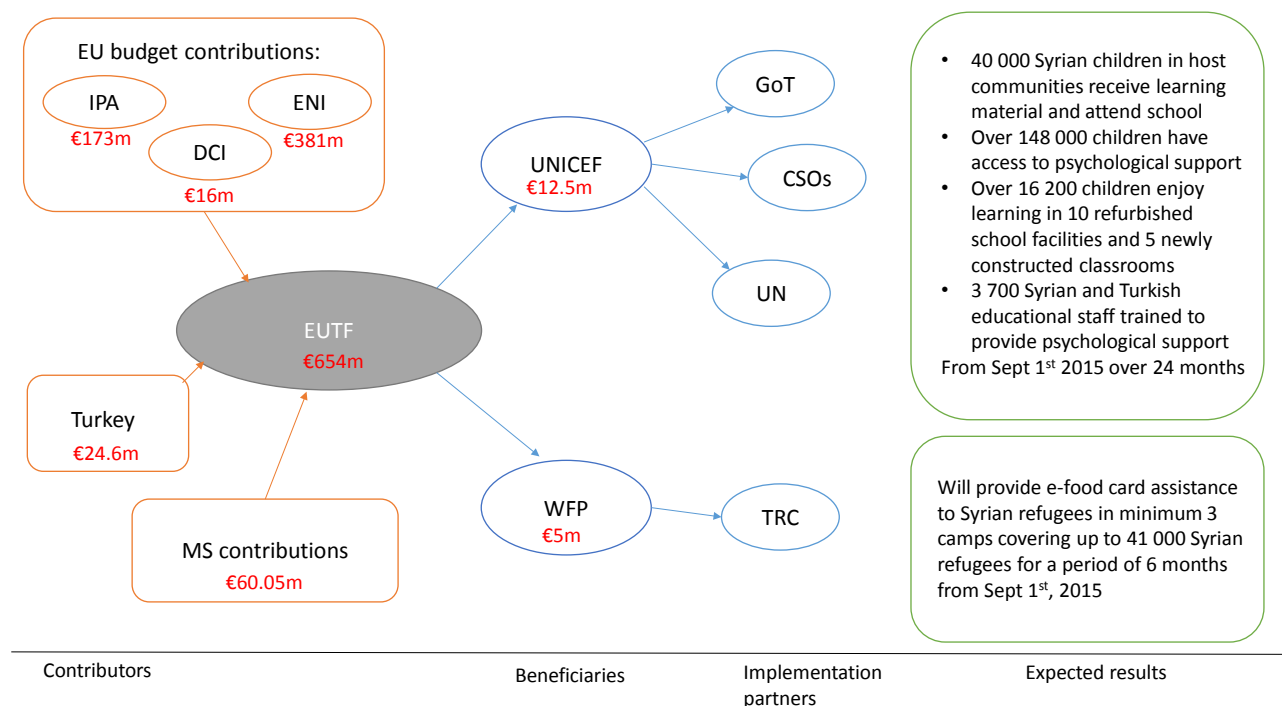 EU budget contributions:
IPA
€173m
DCI
€16m
ENI
€381m
EUTF
€654m
Turkey
€24.6m
MS contributions
€60.05m
UNICEF
€12.5m
WFP
€5m
GoT
CSOs
UN
TRC
• 40 000 Syrian children in host
communities receive learning
material and attend school
• Over 148 000 children have
access to psychological support
• Over 16 200 children enjoy
learning in 10 refurbished
school facilities and 5 newly
constructed classrooms
• 3 700 Syrian and Turkish
educational staff trained to
provide psychological support
From Sept 1st 2015 over 24 months
Will provide e-food card assistance
to Syrian refugees in minimum 3
camps covering up to 41 000 Syrian
refugees for a period of 6 months
from Sept 1st, 2015
Contributors
Beneficiaries
Implementation
partners
Expected results